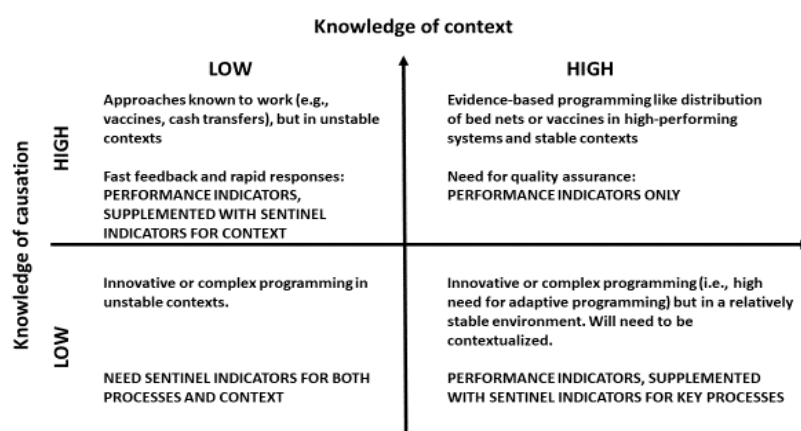 Knowledge of context
LOW
HIGH
Knowledge of causation
HIGH
Approaches known to work (e.g.,
vaccines, cash transfers), but in unstable
contexts
Fast feedback and rapid responses:
PERFORMANCE INDICATORS,
SUPPLEMENTED WITH SENTINEL
INDICATORS FOR CONTEXT
Evidence-based programming like distribution
of bed nets or vaccines in high-performing
systems and stable contexts
Need for quality assurance:
PERFORMANCE INDICATORS ONLY
LOW
Innovative or complex programming in
unstable contexts.
NEED SENTINEL INDICATORS FOR BOTH
PROCESSES AND CONTEXT
Innovative or complex programming (i.e., high
need for adaptive programming) but in a relatively
stable environment. Will need to be
contextualized.
PERFORMANCE INDICATORS, SUPPLEMENTED
WITH SENTINEL INDICATORS FOR KEY PROCESSES